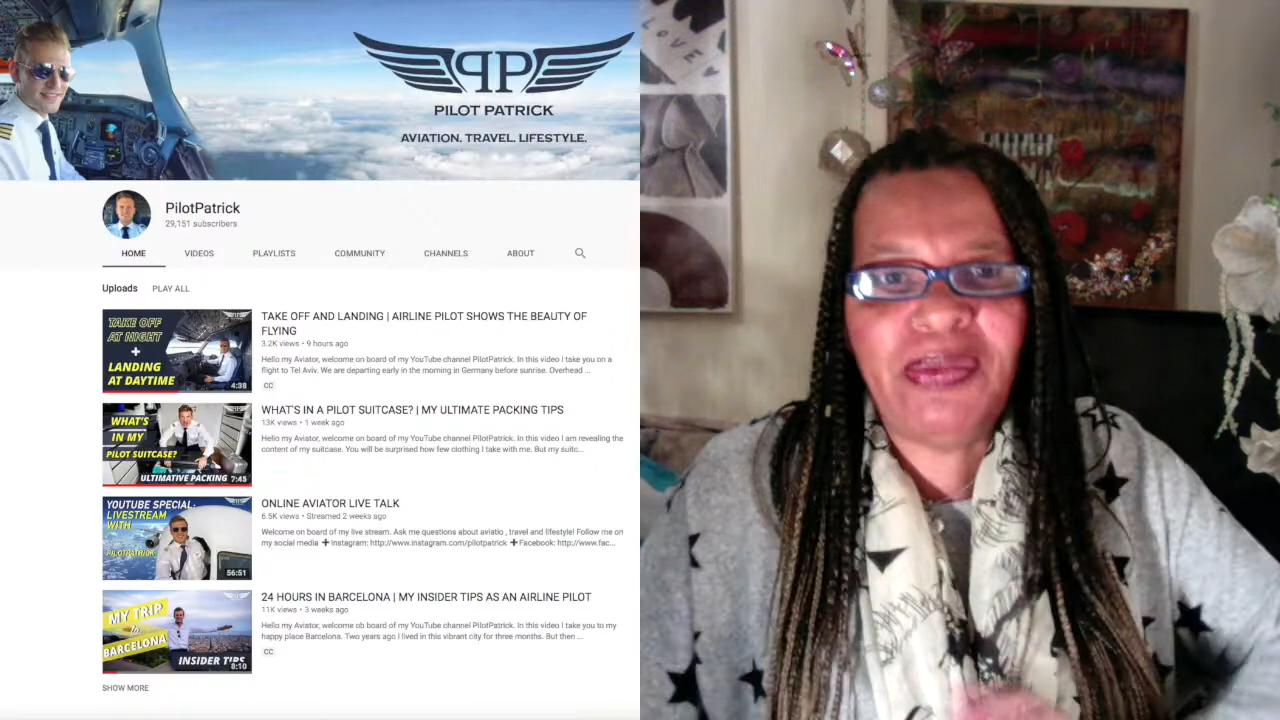 PP
PILOT PATRICK
AVIATION. TRAVEL. LIFESTYLE.
PilotPatrick
29,151 subscribers
HOME VIDEOS PLAYLISTS COMMUNITY CHANNELS ABOUT
Uploads PLAY ALL
TAKE OFF
AT NIGHT
+
LANDING
AT DAYTIME
4:38
TAKE OFF AND LANDING | AIRLINE PILOT SHOWS THE BEAUTY OF
FLYING
3.2K views • 9 hours ago
Hello my Aviator, welcome on board of my YouTube channel PilotPatrick. In this video I take you on a
flight to Tel Aviv. We are departing early in the morning in Germany before sunrise. Overhead ...
CC
WHAT'S
IN MY
PILOT SUITCASE?
ULTIMATIVE PACKING
7:45
WHAT'S IN A PILOT SUITCASE? | MY ULTIMATE PACKING TIPS
13K views • 1 week ago
Hello my Aviator, welcome on board of my YouTube channel PilotPatrick. In this video I am revealing the
content of my suitcase. You will be surprised how few clothing I take with me. But my suitc...
YOUTUBE SPECIAL:
LIVESTREAM
WITH
PILOTPATRICK
56:51
ONLINE AVIATOR LIVE TALK
6.5K views • Streamed 2 weeks ago
Welcome on board of my live stream. Ask me questions about aviatio , travel and lifestyle! Follow me on
my social media ✚Instagram: http://www.instagram.com/pilotpatrick ✚Facebook: http://www.fac...
MY TRIP
to
BARCELONA
INSIDER TIPS
8:10
24 HOURS IN BARCELONA | MY INSIDER TIPS AS AN AIRLINE PILOT
11K views • 3 weeks ago
Hello my Aviator, welcome ob board of my YouTube channel PilotPatrick. In this video I take you to my
happy place Barcelona. Two years ago I lived in this vibrant city for three months. But then ...
CC
SHOW MORE
LOVE